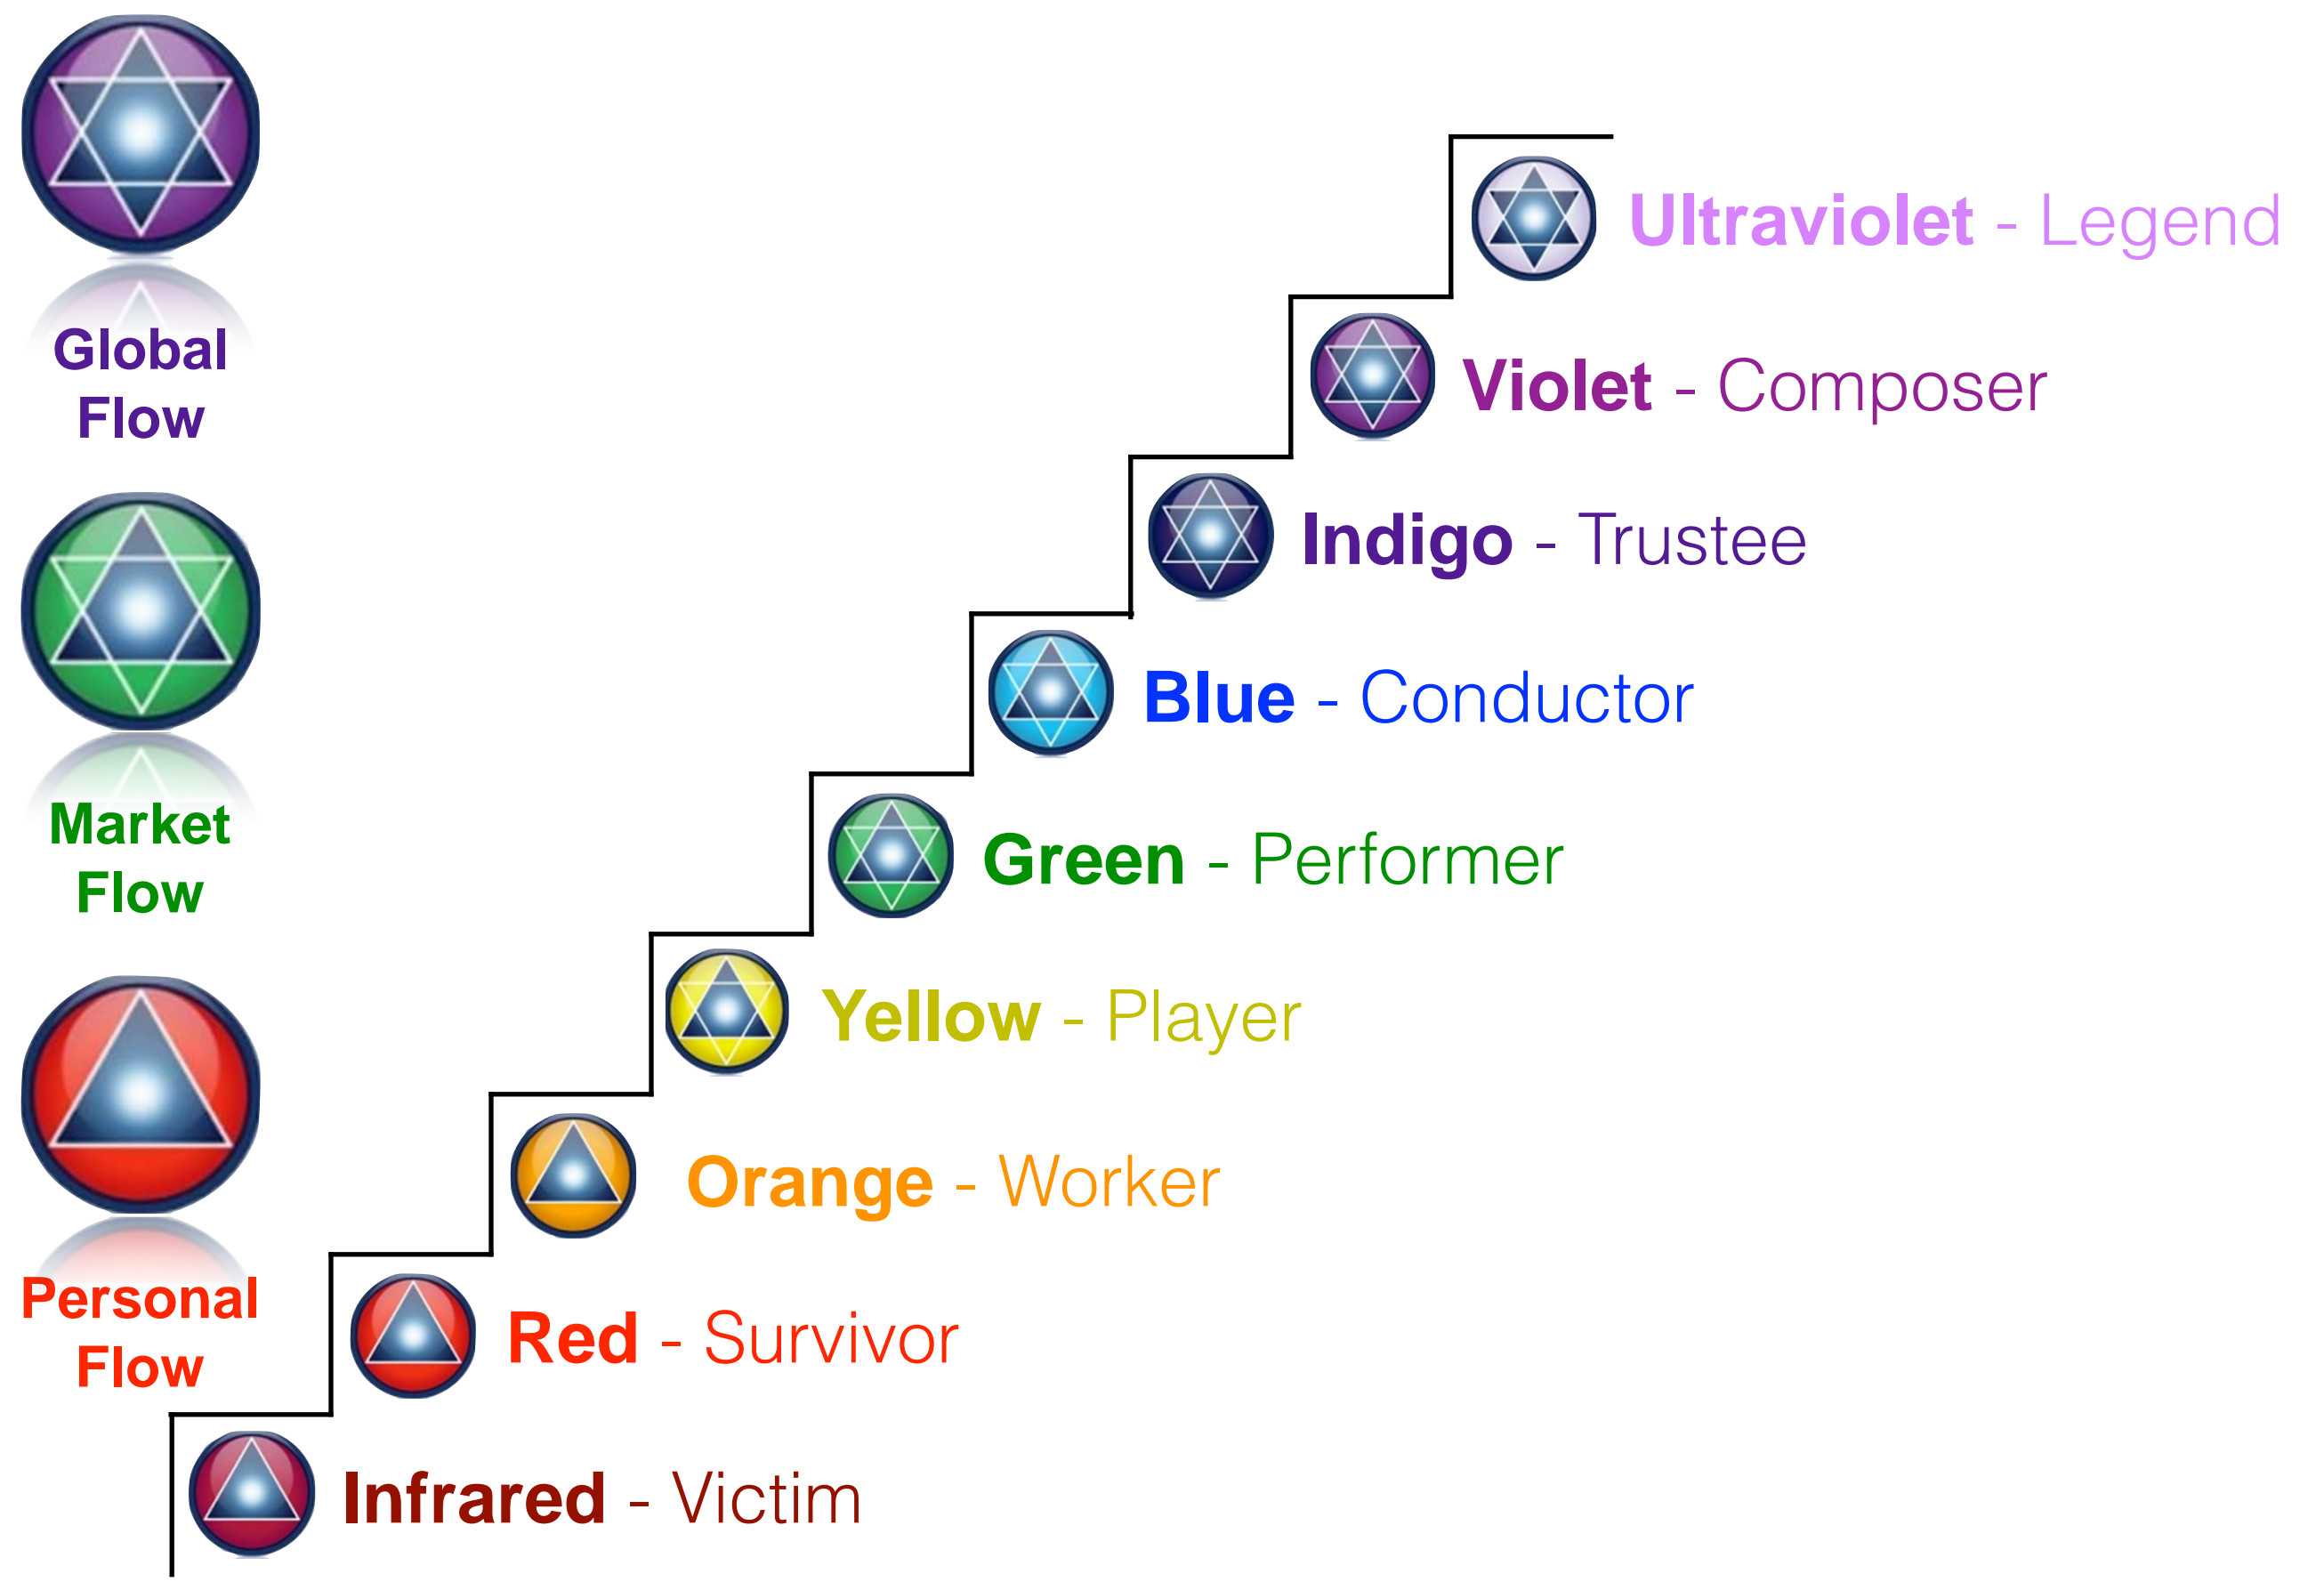 Global
Flow
Market
Flow
Personal
Flow
Ultraviolet - Legend
Violet - Composer
Indigo - Trustee
Blue - Conductor
Green - Performer
Yellow - Player
Orange - Worker
Red - Survivor
Infrared - Victim